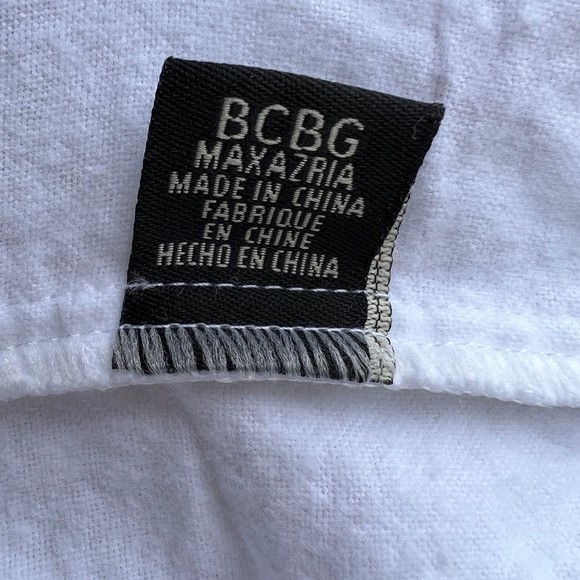 BCBG
MAXAZRIA
MADE IN CHINA
FABRIQUE
EN CHINE
HECHO EN CHINA